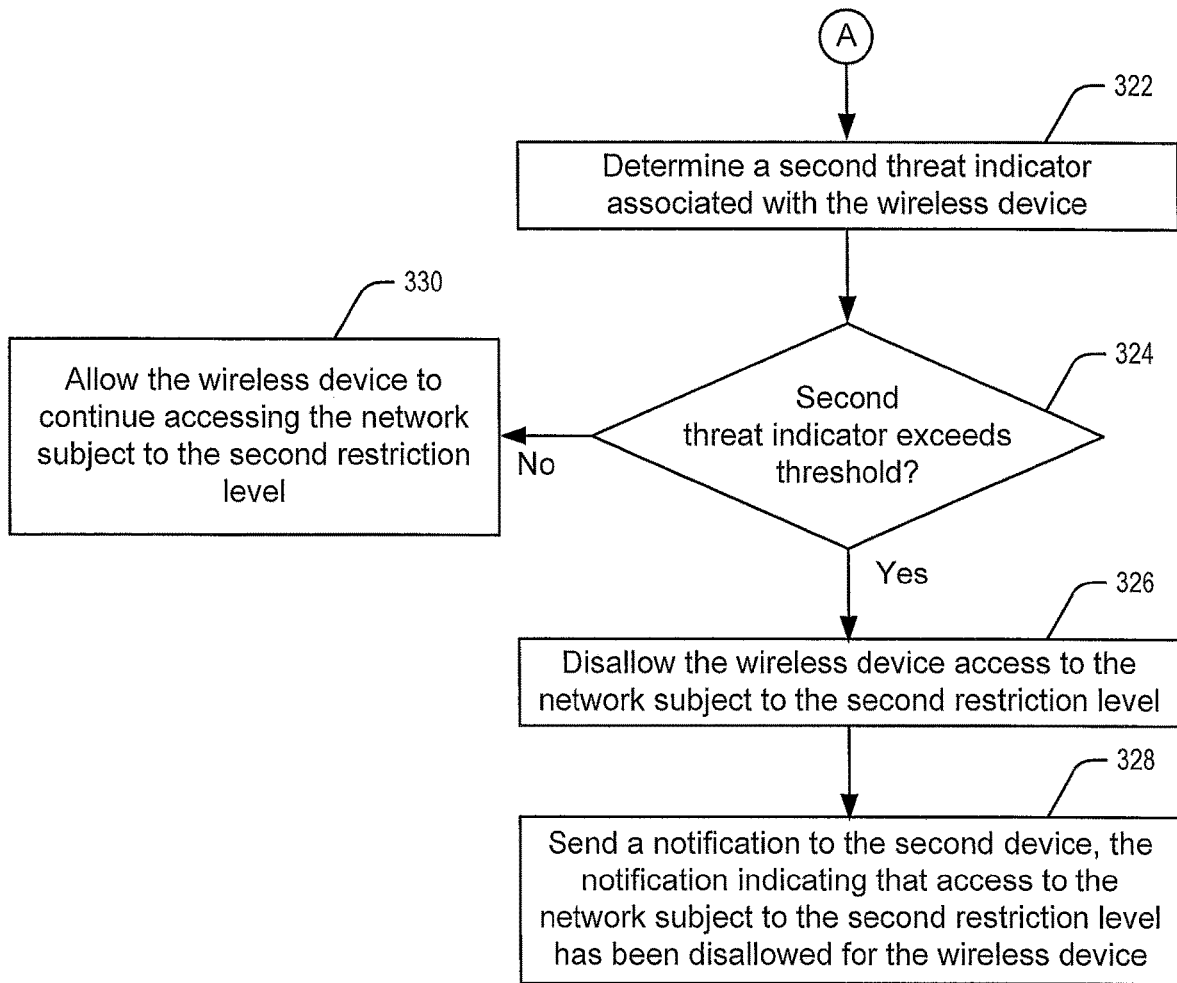 A
322
Determine a second threat indicator
associated with the wireless device
330
Allow the wireless device to
continue accessing the network
subject to the second restriction
level
324
Second
threat indicator exceeds
threshold?
No
Yes
326
Disallow the wireless device access to the
network subject to the second restriction level
328
Send a notification to the second device, the
notification indicating that access to the
network subject to the second restriction level
has been disallowed for the wireless device